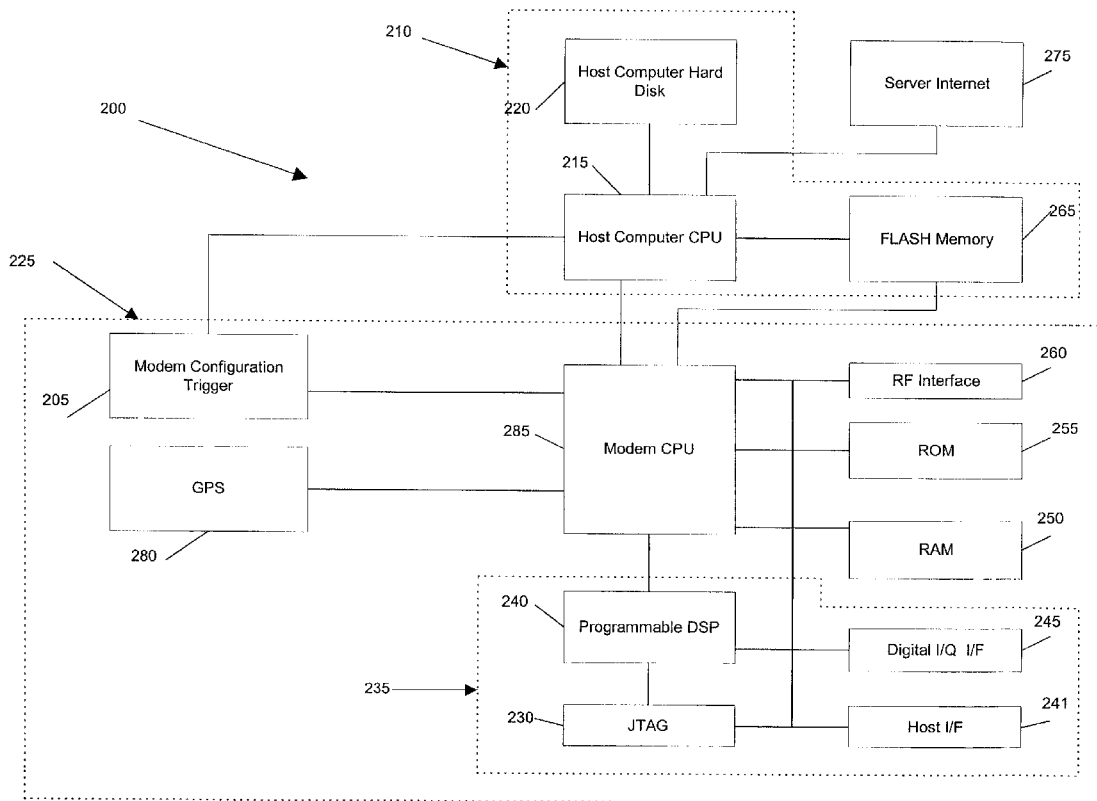 210
275
Host Computer Hard
Disk
Server Internet
220
200
215
265
Host Computer CPU
FLASH Memory
225
Modem Configuration
Trigger
260
RF Interface
205
285
Modem CPU
255
ROM
GPS
280
250
RAM
240
Programmable DSP
245
Digital I/Q I/F
235
230
JTAG
241
Host I/F